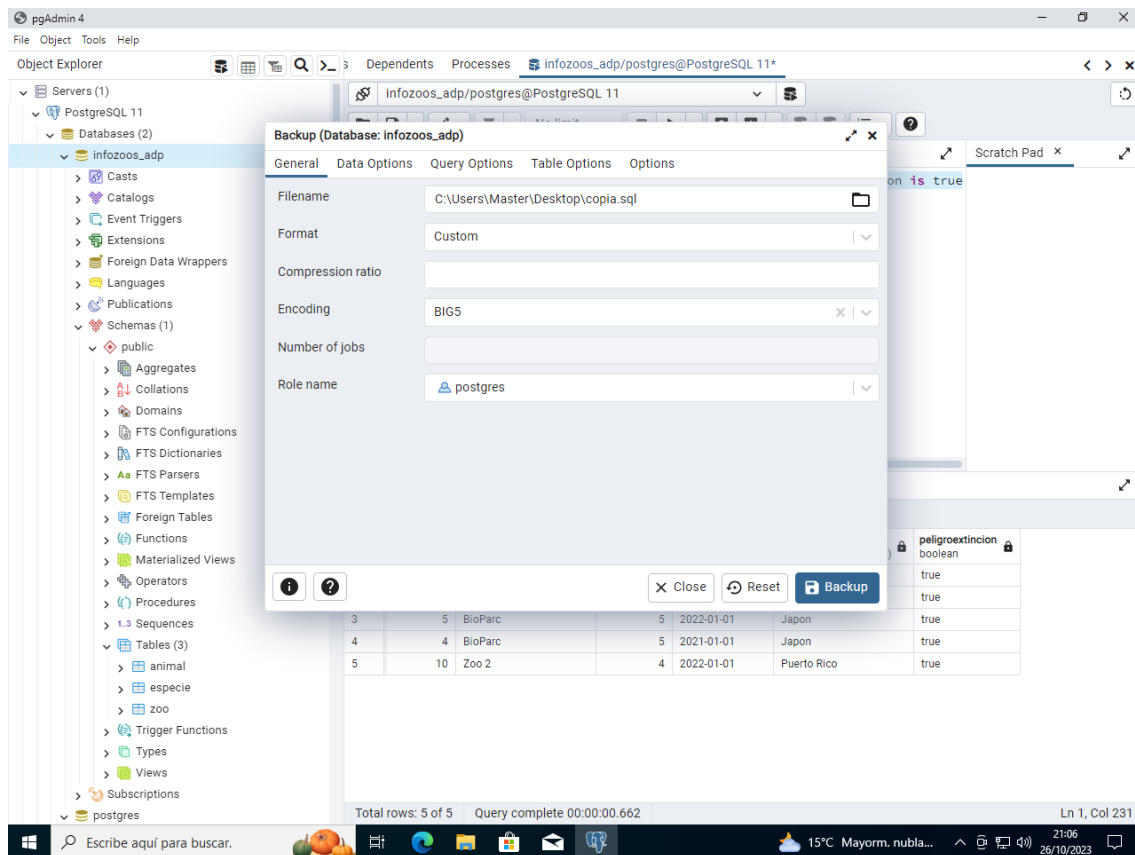 pgAdmin 4
File Object Tools Help
Object Explorer
s Dependents Processes infozoos_adp/postgres@PostgreSQL 11*
Servers (1)
PostgreSQL 11
Databases (2)
infozoos_adp
Casts
Catalogs
Event Triggers
Extensions
Foreign Data Wrappers
Languages
Publications
Schemas (1)
public
Aggregates
Collations
Domains
FTS Configurations
FTS Dictionaries
FTS Parsers
FTS Templates
Foreign Tables
Functions
Materialized Views
Operators
Procedures
1..3 Sequences
Tables (3)
animal
especie
zoo
Trigger Functions
Types
Views
Subscriptions
postgres
infozoos_adp/postgres@PostgreSQL 11
Scratch Pad
on is true
Backup (Database: infozoos_adp)
General Data Options Query Options Table Options Options
Filename C:\Users\Master\Desktop\copia.sql
Format Custom
Compression ratio
Encoding BIG5
Number of jobs
Role name postgres
Close Reset Backup
peligroextincion
boolean
true
true
3 5 BioParc 5 2022-01-01 Japon true
4 4 BioParc 5 2021-01-01 Japon true
5 10 Zoo 2 4 2022-01-01 Puerto Rico true
Total rows: 5 of 5 Query complete 00:00:00.662 Ln 1, Col 231
Escribe aquí para buscar.
15°C Mayorm. nubla...
21:06
26/10/2023